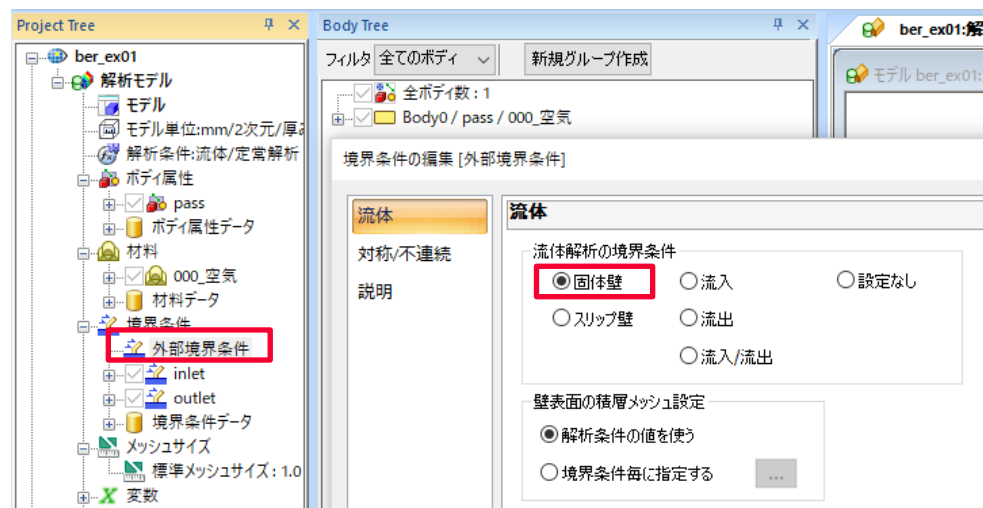 Project Tree
ber_ex01
解析モデル
モデル
モデル単位:mm/2次元/厚み
解析条件:流体/定常解析
ボディ属性
pass
ボディ属性データ
材料
000_空気
材料データ
境界条件
外部境界条件
inlet
outlet
境界条件データ
メッシュサイズ
標準メッシュサイズ : 1.0
変数
Body Tree
フィルタ 全てのボディ 新規グループ作成
全ボディ数 : 1
Body0 / pass / 000_空気
ber_ex01:解
モデル ber_ex01:
境界条件の編集 [外部境界条件]
流体
対称/不連続
説明
流体
流体解析の境界条件
固体壁 流入 設定なし
スリップ壁 流出
流入/流出
壁表面の積層メッシュ設定
解析条件の値を使う
境界条件毎に指定する ...